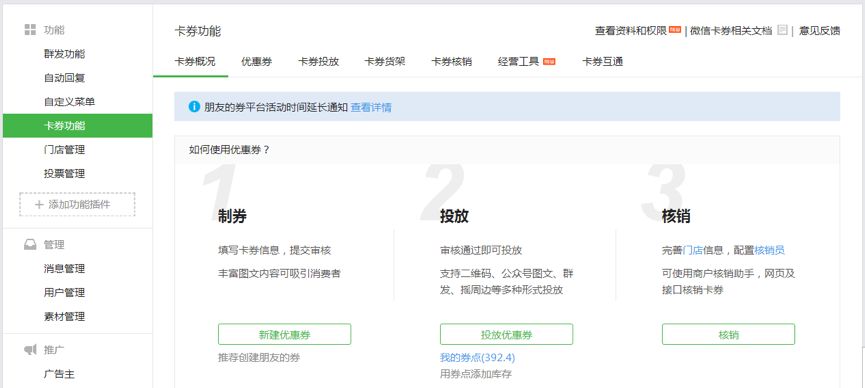 功能
群发功能
自动回复
自定义菜单
卡券功能
门店管理
投票管理
+ 添加功能插件
管理
消息管理
用户管理
素材管理
推广
广告主
卡券功能
查看资料和权限 | 微信卡券相关文档 | 意见反馈
卡券概况 优惠券 卡券投放 卡券货架 卡券核销 经营工具 卡券互通
朋友的券平台活动时间延长通知 查看详情
如何使用优惠券？
1
制券
填写卡券信息，提交审核
丰富图文内容可吸引消费者
新建优惠券
推荐创建朋友的券
2
投放
审核通过即可投放
支持二维码、公众号图文、群
发、摇周边等多种形式投放
投放优惠券
我的券点(392.4)
用券点添加库存
3
核销
完善门店信息，配置核销员
可使用商户核销助手，网页及
接口核销卡券
核销